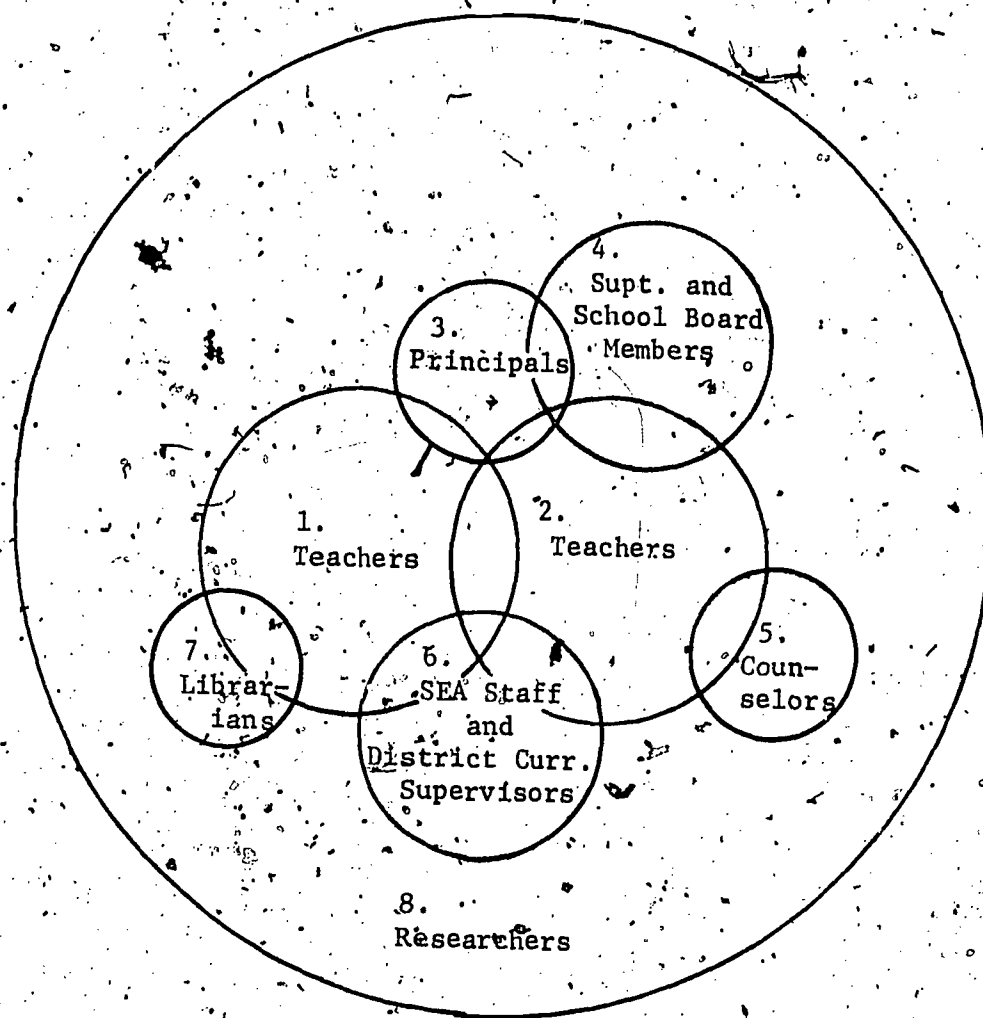 4.
Supt. and
School Board
Members
3.
Principals
1.
Teachers
2.
Teachers
5.
Coun-
selors
6.
SEA Staff
and
District Curr.
Supervisors
7.
Librar-
ians
8.
Researchers